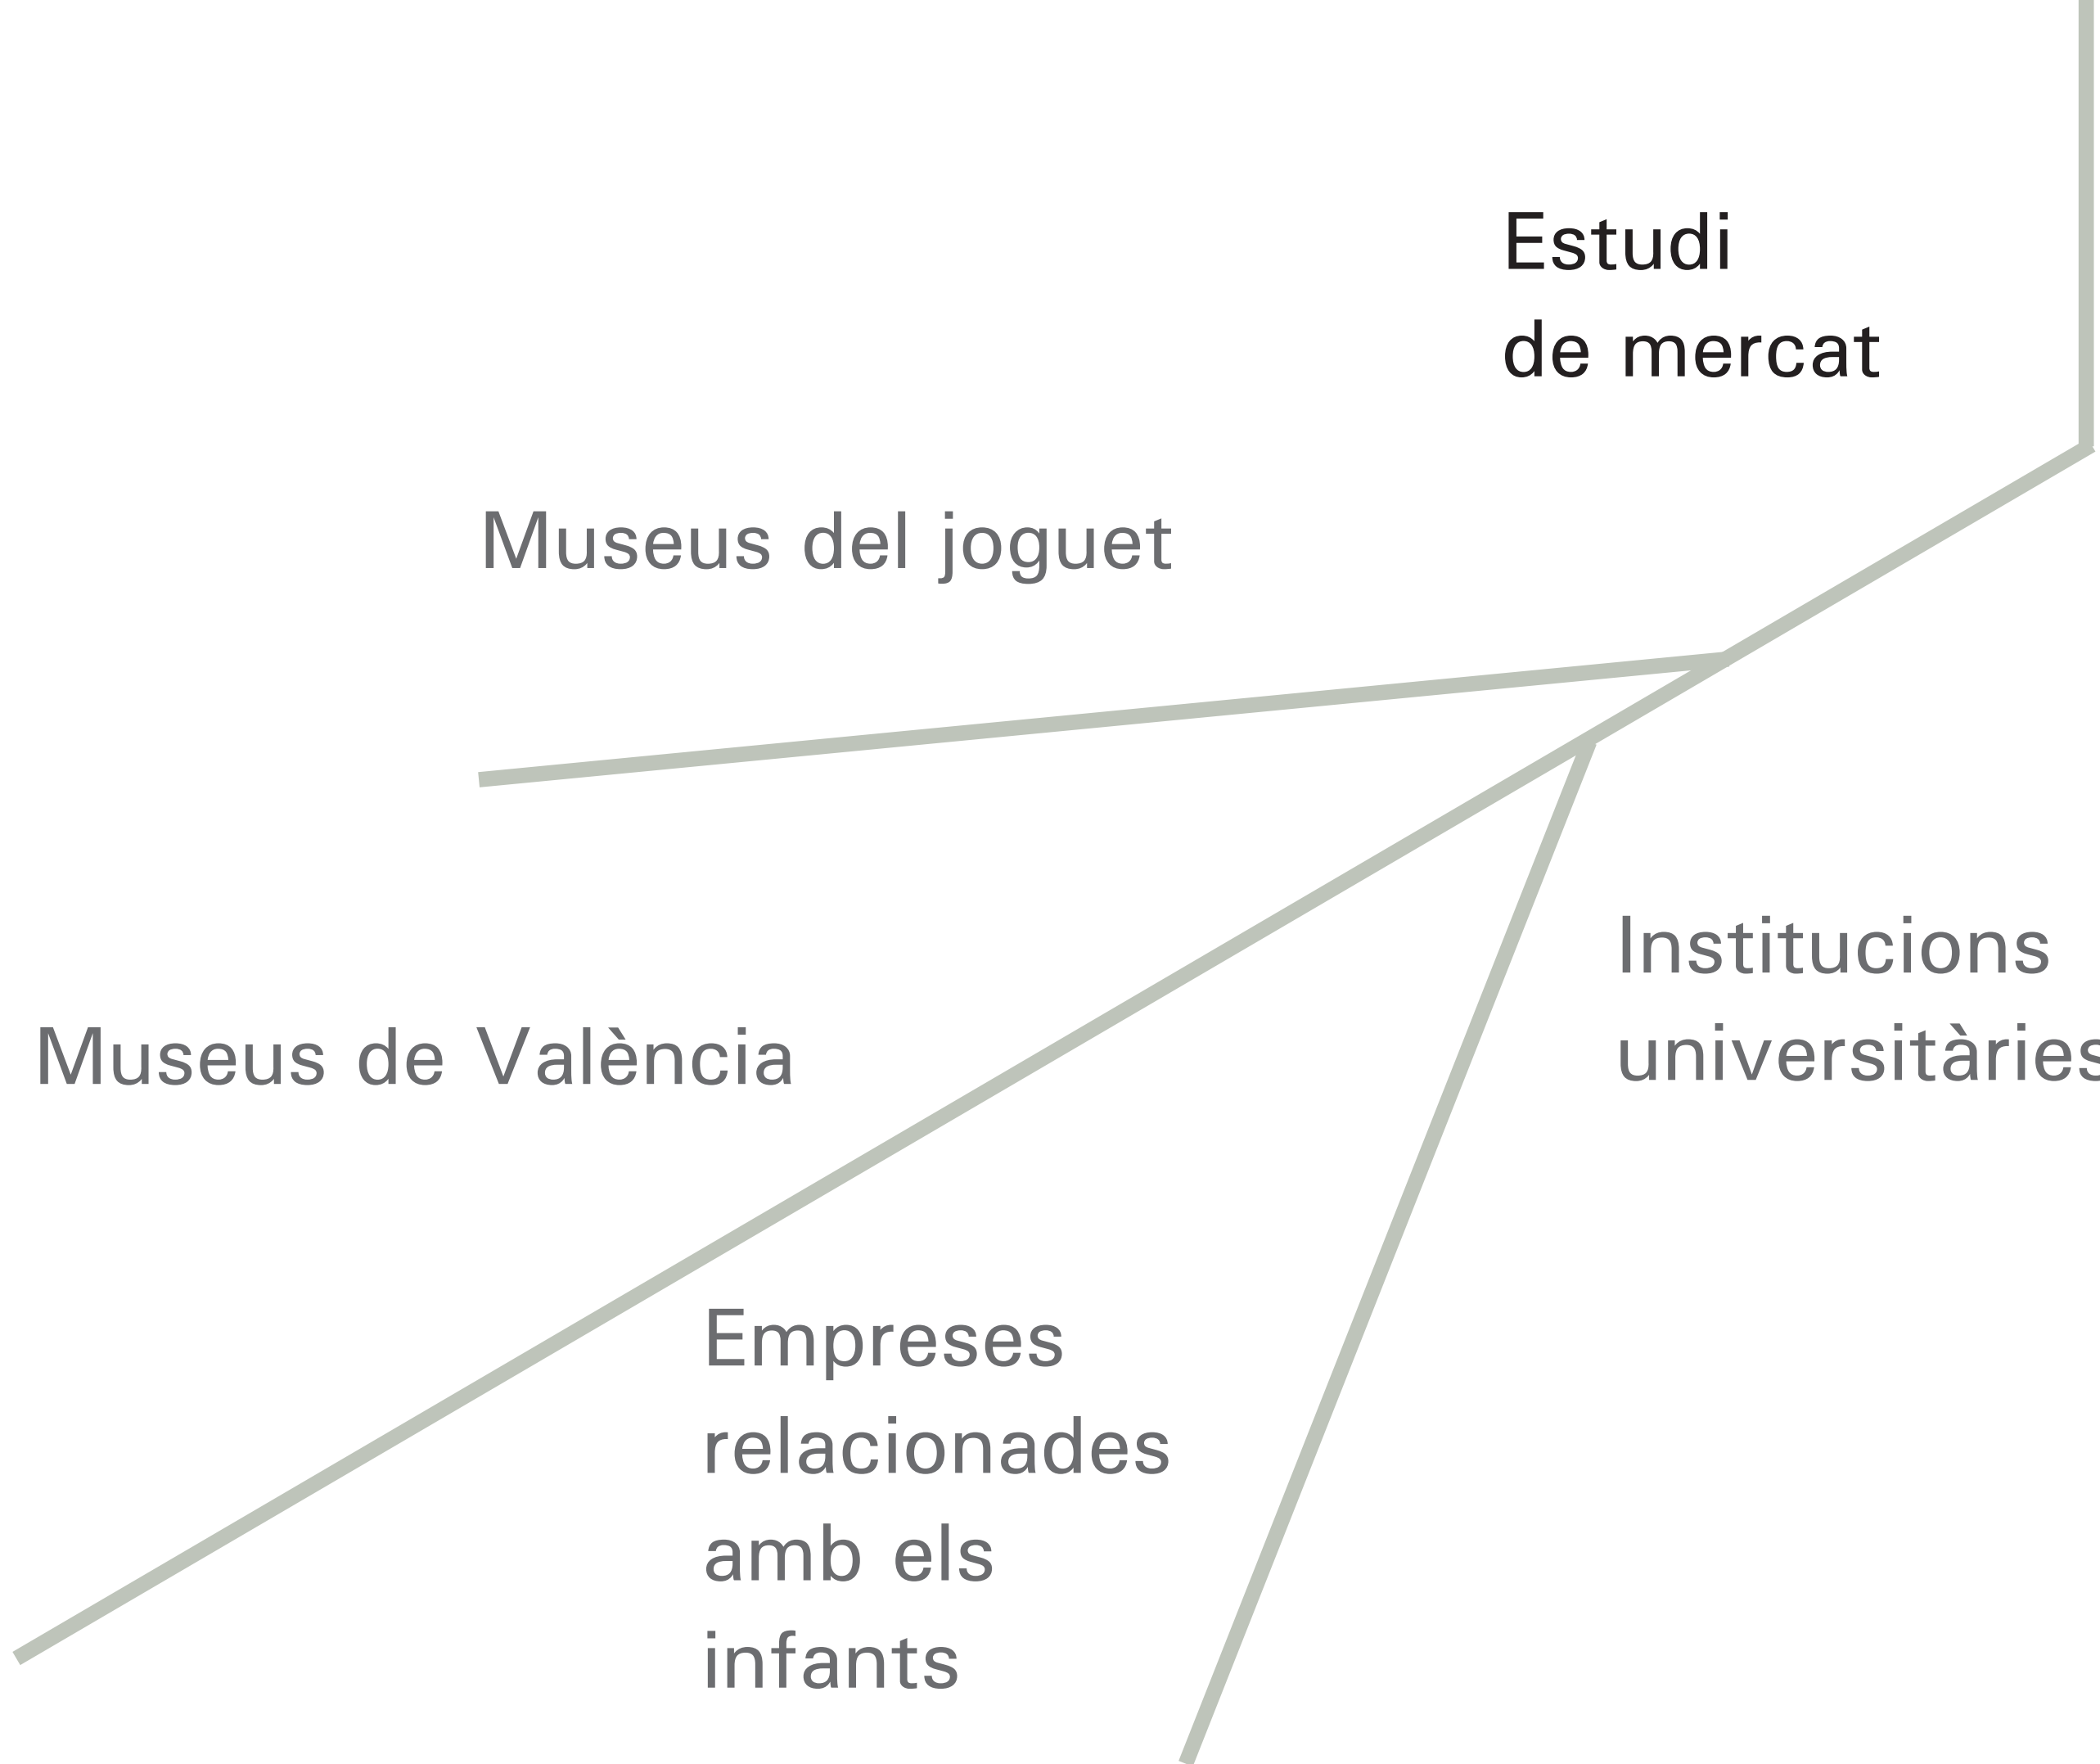 Estudi
de mercat
Museus del joguet
Institucions
universitàries
Museus de València
Empreses
relacionades
amb els
infants